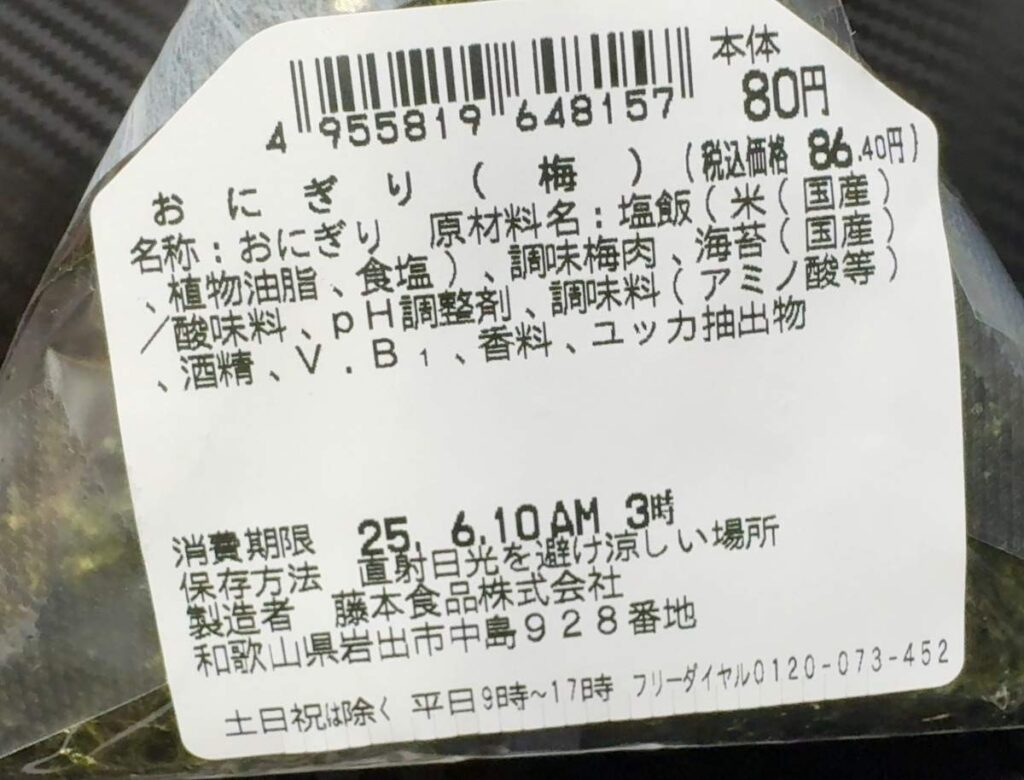 本体
80円
4 955819 648157
(税込価格 86.40円)
おにぎり(梅)
名称:おにぎり 原材料名:塩飯(米(国産)
、植物油脂、食塩)、調味梅肉、海苔(国産)
/酸味料、pH調整剤、調味料(アミノ酸等)
、酒精、V.B1、香料、ユッカ抽出物
消費期限 25. 6.10 AM 3時
保存方法 直射日光を避け涼しい場所
製造者 藤本食品株式会社
和歌山県岩出市中島928番地
土日祝は除く 平日9時~17時 フリーダイヤル0120-073-452